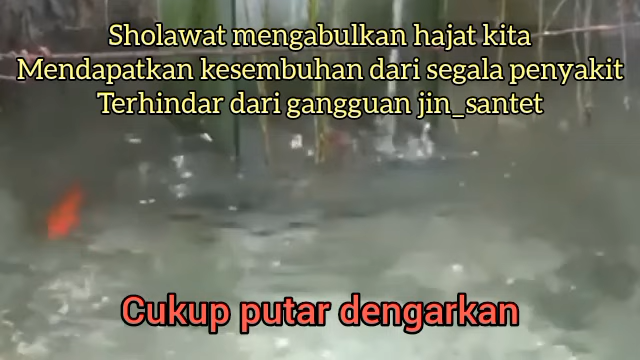 Sholawat mengabulkan hajat kita
Mendapatkan kesembuhan dari segala penyakit
Terhindar dari gangguan jin_santet
Cukup putar dengarkan